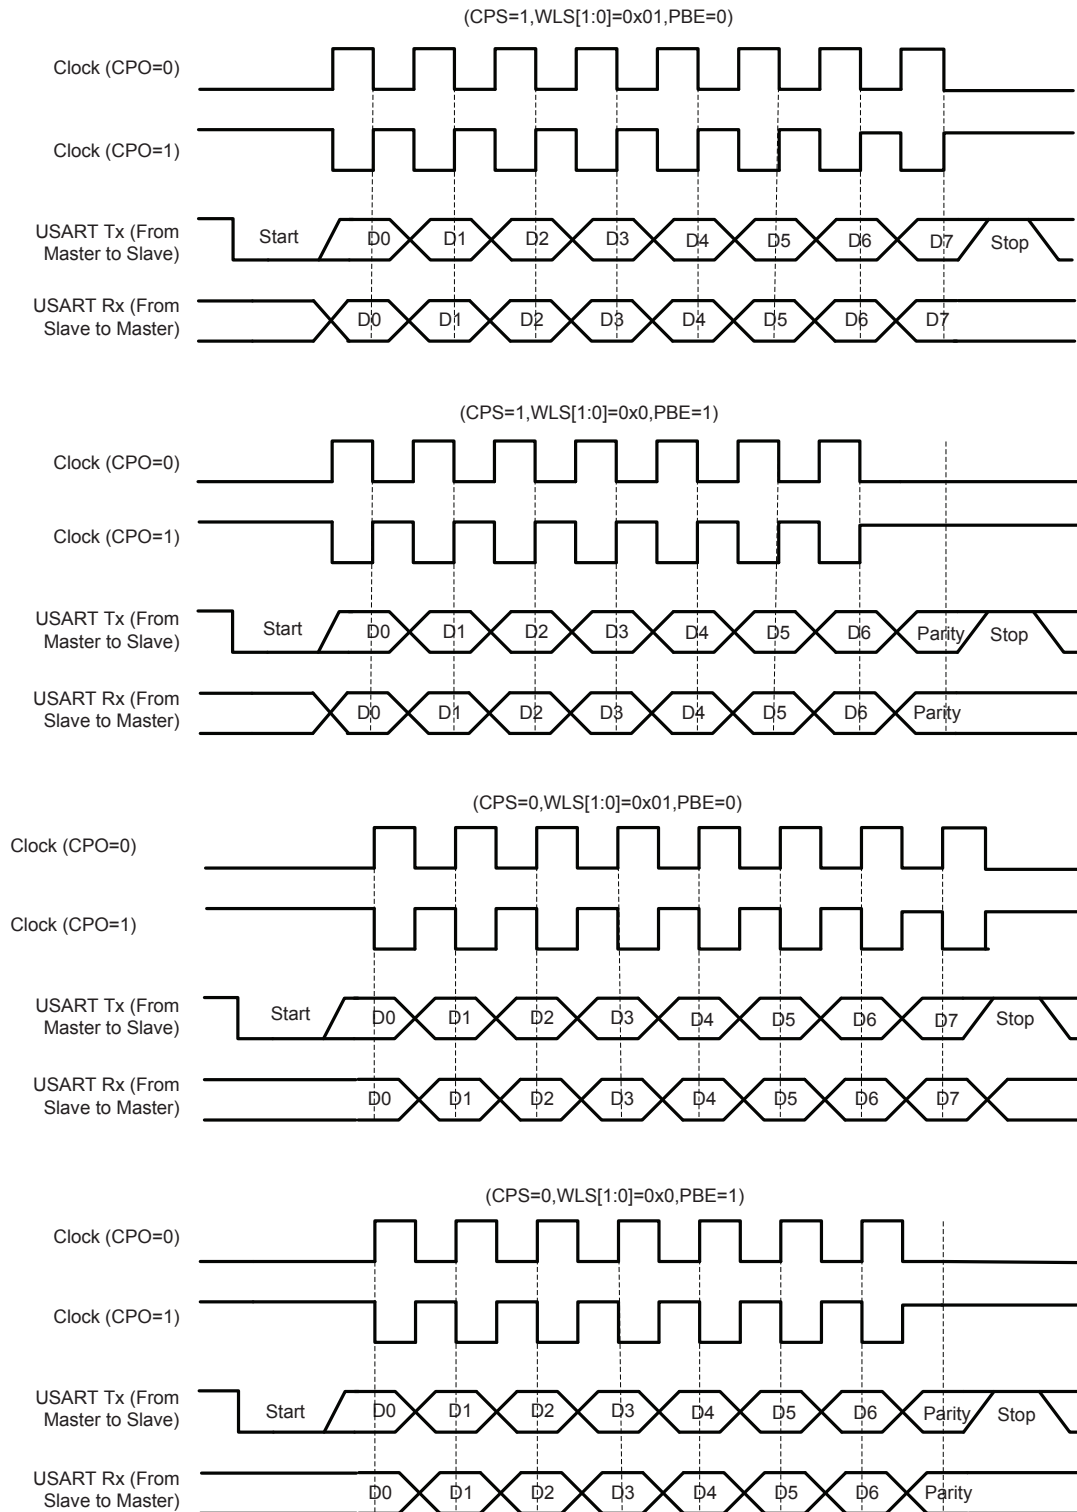 (CPS=1,WLS[1:0]=0x01,PBE=0)
Clock (CPO=0)
Clock (CPO=1)
USART Tx (From
Master to Slave)
Start D0 D1 D2 D3 D4 D5 D6 D7 Stop
USART Rx (From
Slave to Master)
D0 D1 D2 D3 D4 D5 D6 D7
(CPS=1,WLS[1:0]=0x0,PBE=1)
Clock (CPO=0)
Clock (CPO=1)
USART Tx (From
Master to Slave)
Start D0 D1 D2 D3 D4 D5 D6 Parity Stop
USART Rx (From
Slave to Master)
D0 D1 D2 D3 D4 D5 D6 Parity
(CPS=0,WLS[1:0]=0x01,PBE=0)
Clock (CPO=0)
Clock (CPO=1)
USART Tx (From
Master to Slave)
Start D0 D1 D2 D3 D4 D5 D6 D7 Stop
USART Rx (From
Slave to Master)
D0 D1 D2 D3 D4 D5 D6 D7
(CPS=0,WLS[1:0]=0x0,PBE=1)
Clock (CPO=0)
Clock (CPO=1)
USART Tx (From
Master to Slave)
Start D0 D1 D2 D3 D4 D5 D6 Parity Stop
USART Rx (From
Slave to Master)
D0 D1 D2 D3 D4 D5 D6 Parity